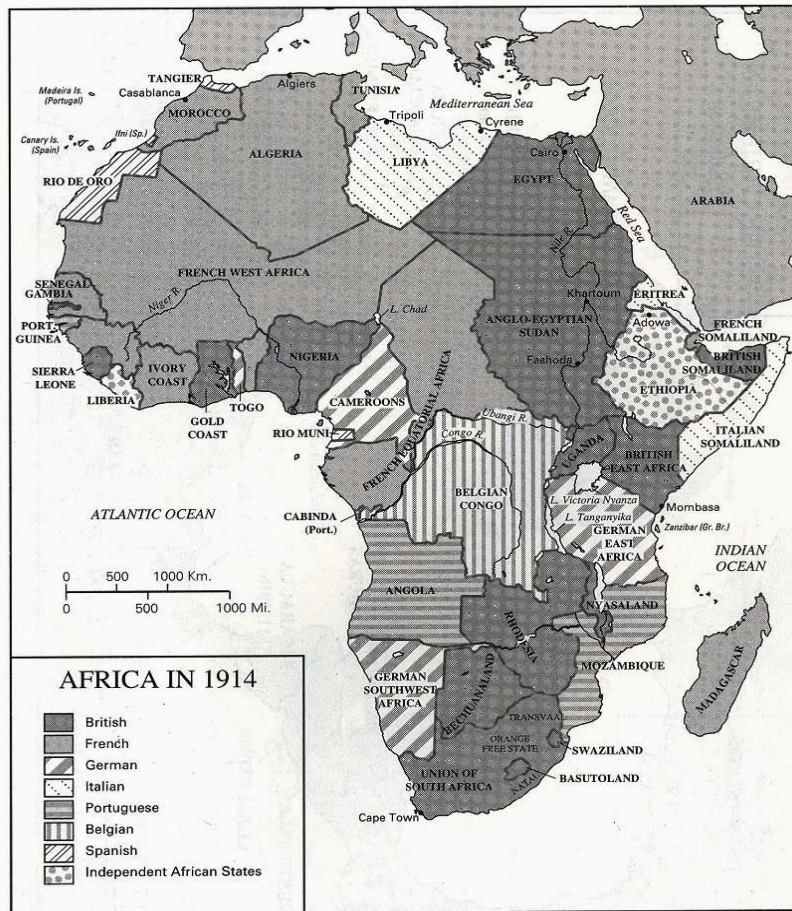 TANGIER
Madeira Is.
(Portugal)
Casablanca
Algiers
TUNISIA
Mediterranean Sea
MOROCCO
Tripoli
Cyrene
Canary Is.
(Spain)
Ifni (Sp.)
ALGERIA
LIBYA
Cairo
EGYPT
RIO DE ORO
ARABIA
Red Sea
Nile R.
FRENCH WEST AFRICA
SENEGAL
GAMBIA
Niger R.
L. Chad
Khartoum
ERITREA
ANGLO-EGYPTIAN
SUDAN
Adowa
FRENCH
SOMALILAND
PORT.
GUINEA
NIGERIA
Faahoda
BRITISH
SOMALILAND
SIERRA
LEONE
IVORY
COAST
ETHIOPIA
LIBERIA
TOGO
CAMEROONS
GOLD
COAST
FRENCH EQUATORIAL AFRICA
Ubangi R.
ITALIAN
SOMALILAND
RIO MUNI
Congo R.
UGANDA
BRITISH
EAST AFRICA
BELGIAN
CONGO
L. Victoria Nyanza
ATLANTIC OCEAN
CABINDA
(Port.)
L. Tanganyika
Mombasa
Zanzibar (Gr. Br.)
GERMAN
EAST
AFRICA
INDIAN
OCEAN
0 500 1000 Km.
0 500 1000 Mi.
ANGOLA
NYASALAND
RHODESIA
MOZAMBIQUE
MADAGASCAR
GERMAN
SOUTHWEST
AFRICA
BECHUANALAND
TRANSVAAL
ORANGE
FREE STATE
SWAZILAND
UNION OF
SOUTH AFRICA
NATAL
BASUTOLAND
Cape Town
AFRICA IN 1914
British
French
German
Italian
Portuguese
Belgian
Spanish
Independent African States